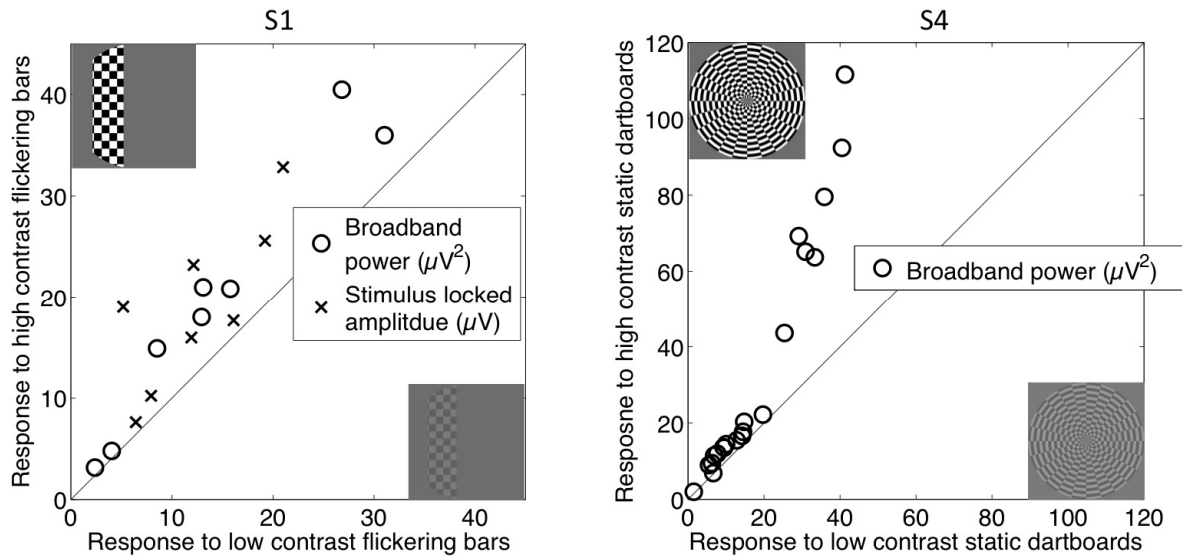 S1
Response to high contrast flickering bars
40
30
20
10
0
Broadband
power (µV²)
Stimulus locked
amplitdue (µV)
0 10 20 30 40
Response to low contrast flickering bars
S4
Resposne to high contrast static dartboards
120
100
80
60
40
20
0
Broadband power (µV²)
0 20 40 60 80 100 120
Response to low contrast static dartboards